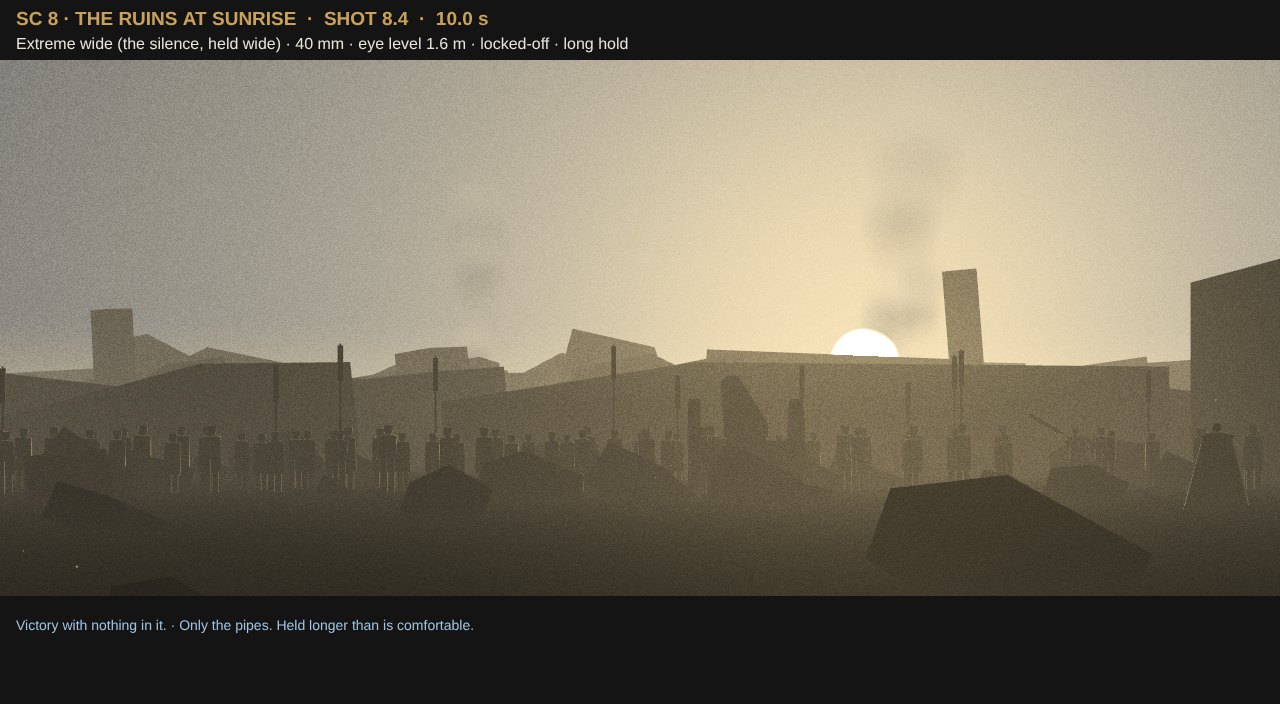 SC 8 · THE RUINS AT SUNRISE · SHOT 8.4 · 10.0 s
Extreme wide (the silence, held wide) · 40 mm · eye level 1.6 m · locked-off · long hold
Victory with nothing in it. · Only the pipes. Held longer than is comfortable.